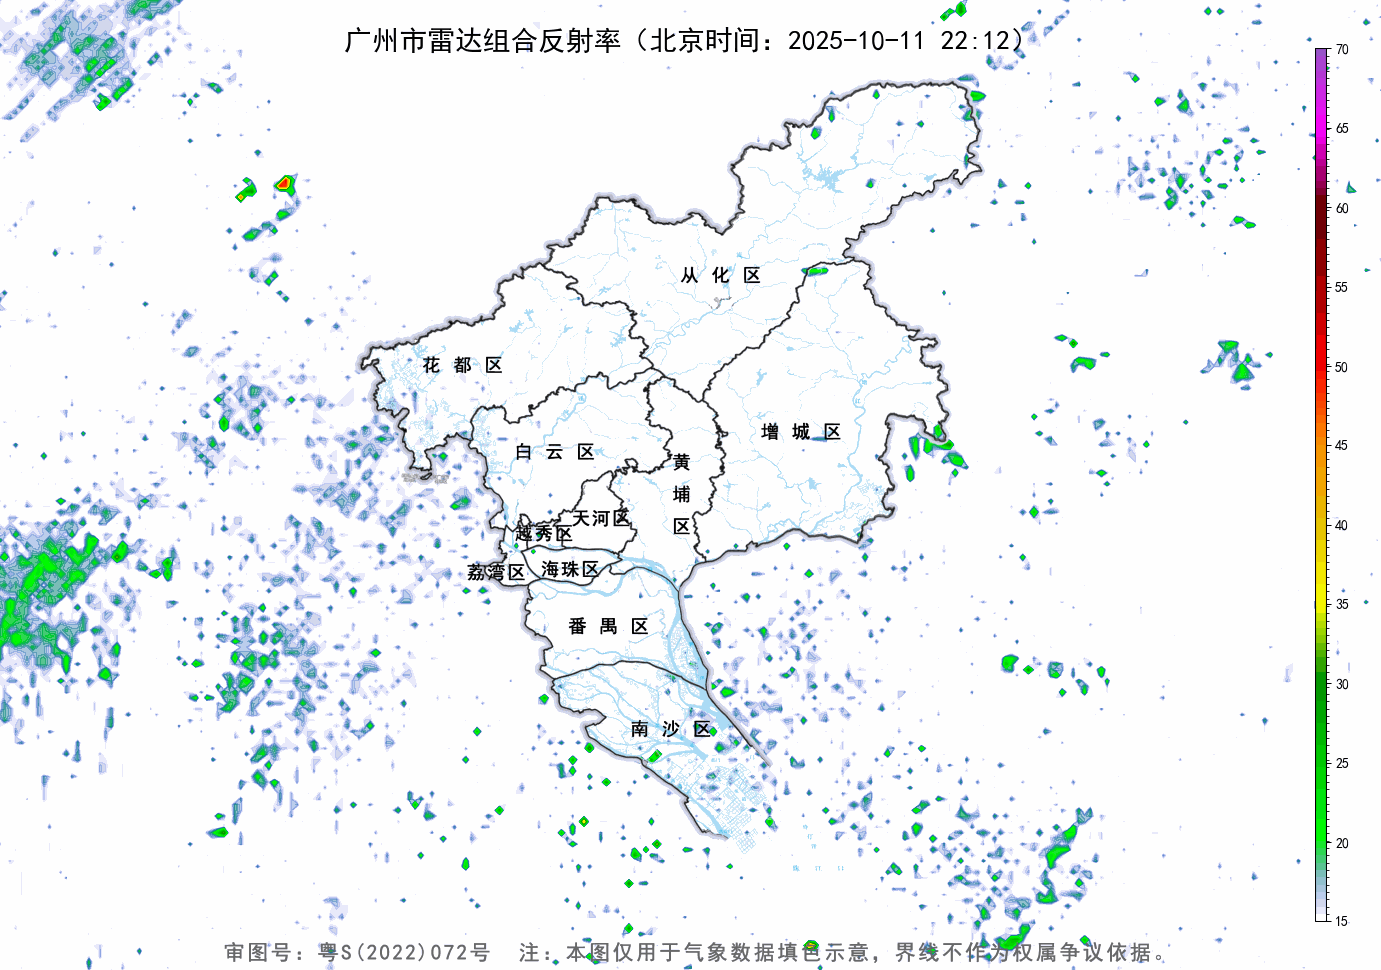 广州市雷达组合反射率（北京时间：2025-10-11 22:12）
70
65
60
55
50
45
40
35
30
25
20
15
从化区
花都区
增城区
白云区
黄埔区
天河区
越秀区
荔湾区
海珠区
番禺区
南沙区
审图号：粤S(2022)072号 注：本图仅用于气象数据填色示意，界线不作为权属争议依据。